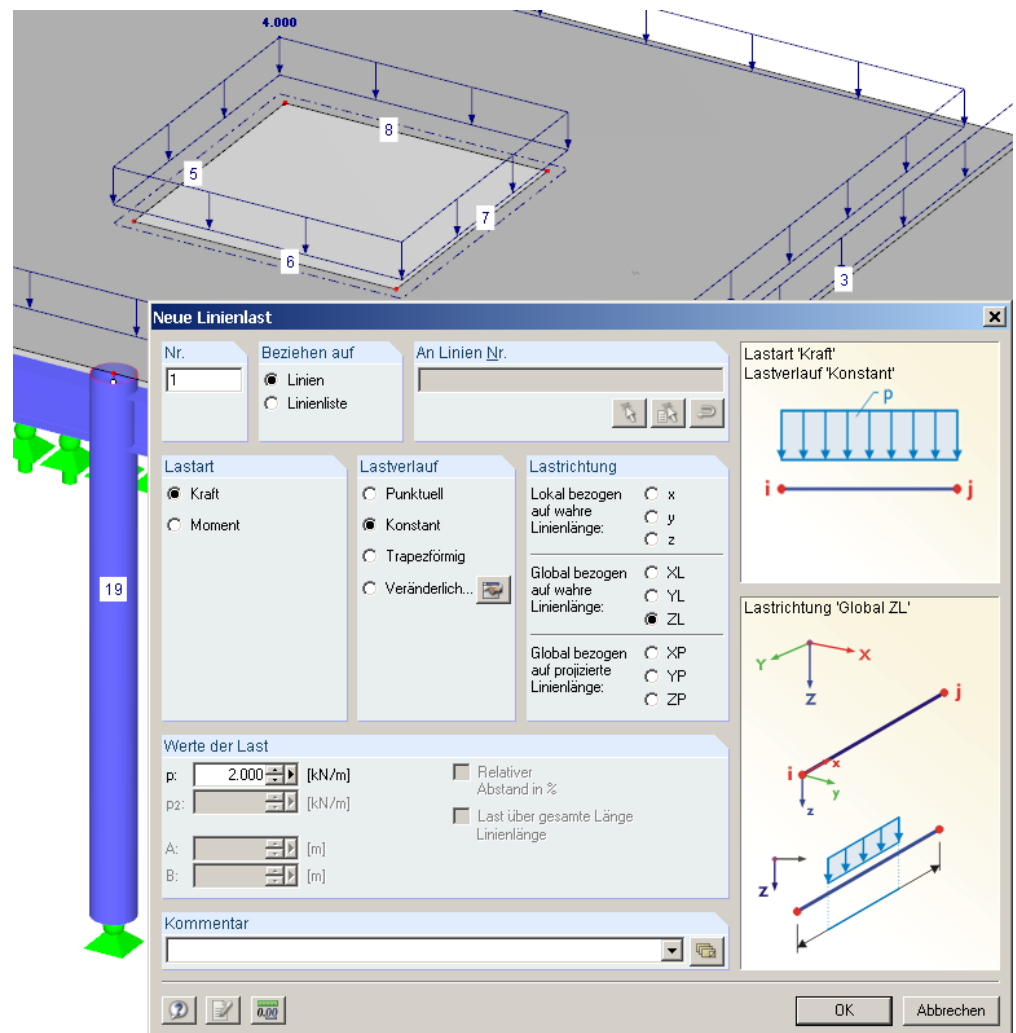 4.000
8
5
7
6
3
19
Neue Linienlast
Nr.
1
Beziehen auf
Linien
Linienliste
An Linien Nr.
Lastart
Kraft
Moment
Lastverlauf
Punktuell
Konstant
Trapezförmig
Veränderlich...
Lastrichtung
Lokal bezogen
auf wahre
Linienlänge:
x
y
z
Global bezogen
auf wahre
Linienlänge:
XL
YL
ZL
Global bezogen
auf projizierte
Linienlänge:
XP
YP
ZP
Werte der Last
p: 2.000 [kN/m]
p2: [kN/m]
A: [m]
B: [m]
Relativer
Abstand in %
Last über gesamte Länge
Linienlänge
Kommentar
Lastart 'Kraft'
Lastverlauf 'Konstant'
p
i j
Lastrichtung 'Global ZL'
Y X
Z
j
i x
y
z
Z
0.00
OK Abbrechen